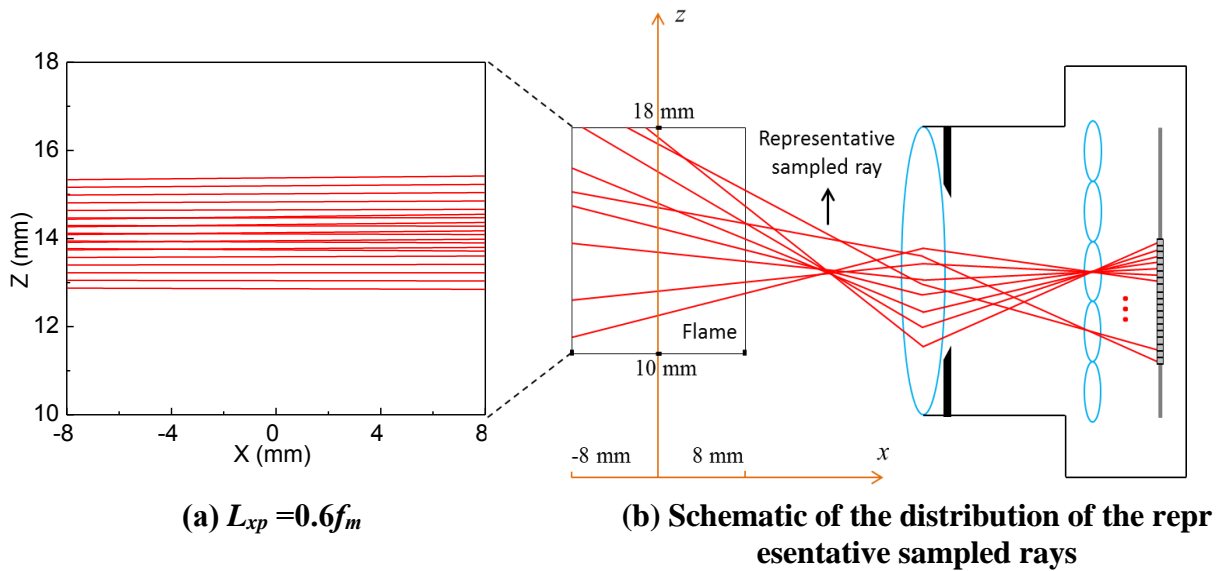 18
16
14
12
10
Z (mm)
-8
-4
0
4
8
X (mm)
z
18 mm
Representative
sampled ray
Flame
10 mm
-8 mm
8 mm
x
(a) Lxp =0.6fm
(b) Schematic of the distribution of the repr
esentative sampled rays